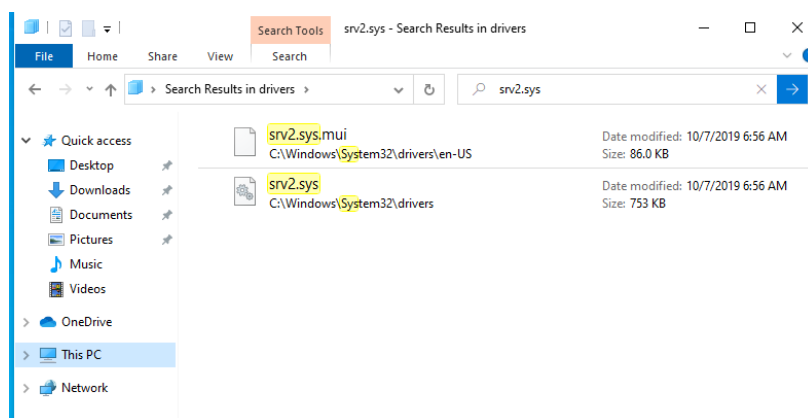 Search Tools
srv2.sys - Search Results in drivers
File
Home
Share
View
Search
Search Results in drivers
srv2.sys
Quick access
Desktop
Downloads
Documents
Pictures
Music
Videos
OneDrive
This PC
Network
srv2.sys.mui
C:\Windows\System32\drivers\en-US
Date modified: 10/7/2019 6:56 AM
Size: 86.0 KB
srv2.sys
C:\Windows\System32\drivers
Date modified: 10/7/2019 6:56 AM
Size: 753 KB